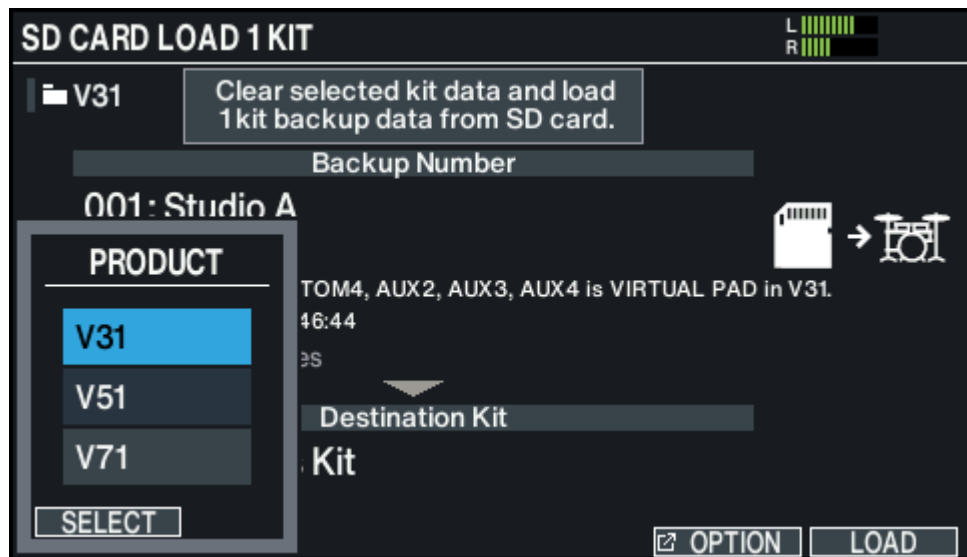 SD CARD LOAD 1 KIT
L
R
V31
Clear selected kit data and load
1 kit backup data from SD card.
Backup Number
001: Studio A
PRODUCT
TOM4, AUX2, AUX3, AUX4 is VIRTUAL PAD in V31.
V31
46:44
V51
Destination Kit
V71
Kit
SELECT
OPTION
LOAD